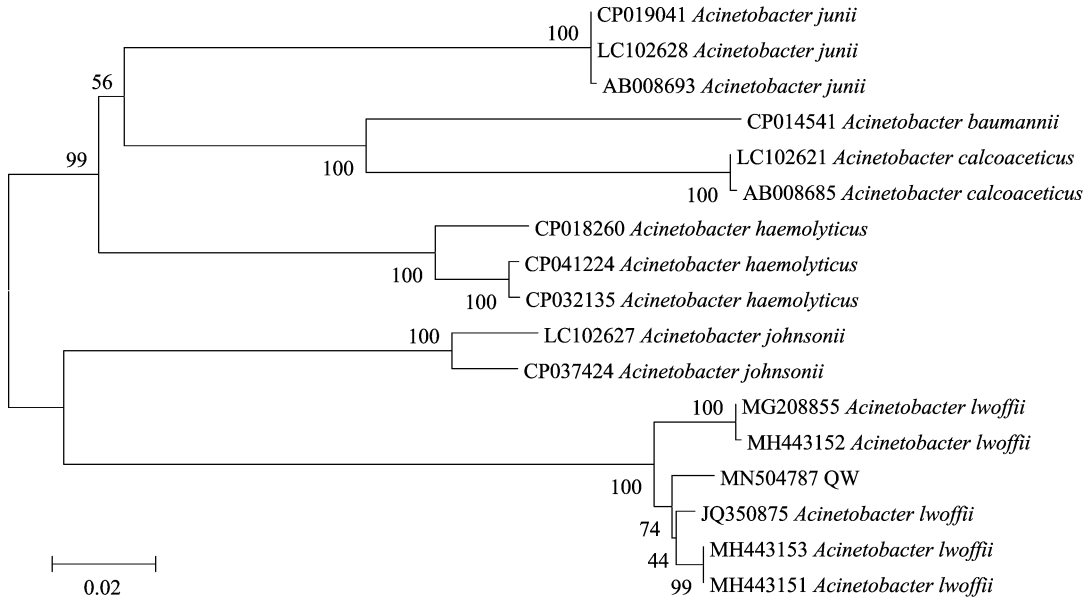 CP019041 Acinetobacter junii
100
LC102628 Acinetobacter junii
56
AB008693 Acinetobacter junii
CP014541 Acinetobacter baumannii
99
LC102621 Acinetobacter calcoaceticus
100
100
AB008685 Acinetobacter calcoaceticus
CP018260 Acinetobacter haemolyticus
CP041224 Acinetobacter haemolyticus
100
100
CP032135 Acinetobacter haemolyticus
100
LC102627 Acinetobacter johnsonii
CP037424 Acinetobacter johnsonii
100
MG208855 Acinetobacter lwoffii
MH443152 Acinetobacter lwoffii
100
MN504787 QW
JQ350875 Acinetobacter lwoffii
74
MH443153 Acinetobacter lwoffii
44
MH443151 Acinetobacter lwoffii
99
0.02